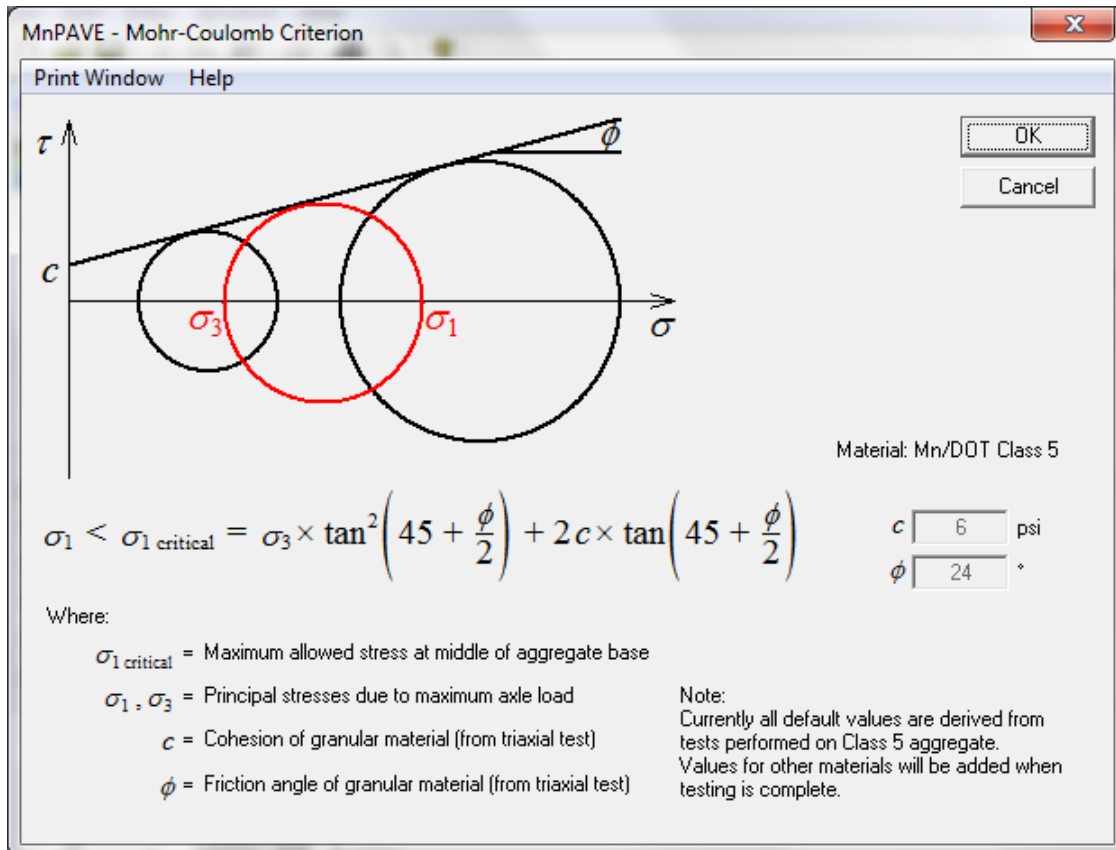 MnPAVE - Mohr-Coulomb Criterion
x
Print Window Help
τ
ϕ
OK
Cancel
c
σ3 σ1
σ
Material: Mn/DOT Class 5
σ1 < σ1 critical = σ3 × tan²(45 + ϕ/2) + 2c × tan(45 + ϕ/2)
c 6 psi
ϕ 24 °
Where:
σ1 critical = Maximum allowed stress at middle of aggregate base
σ1 , σ3 = Principal stresses due to maximum axle load
c = Cohesion of granular material (from triaxial test)
ϕ = Friction angle of granular material (from triaxial test)
Note:
Currently all default values are derived from
tests performed on Class 5 aggregate.
Values for other materials will be added when
testing is complete.